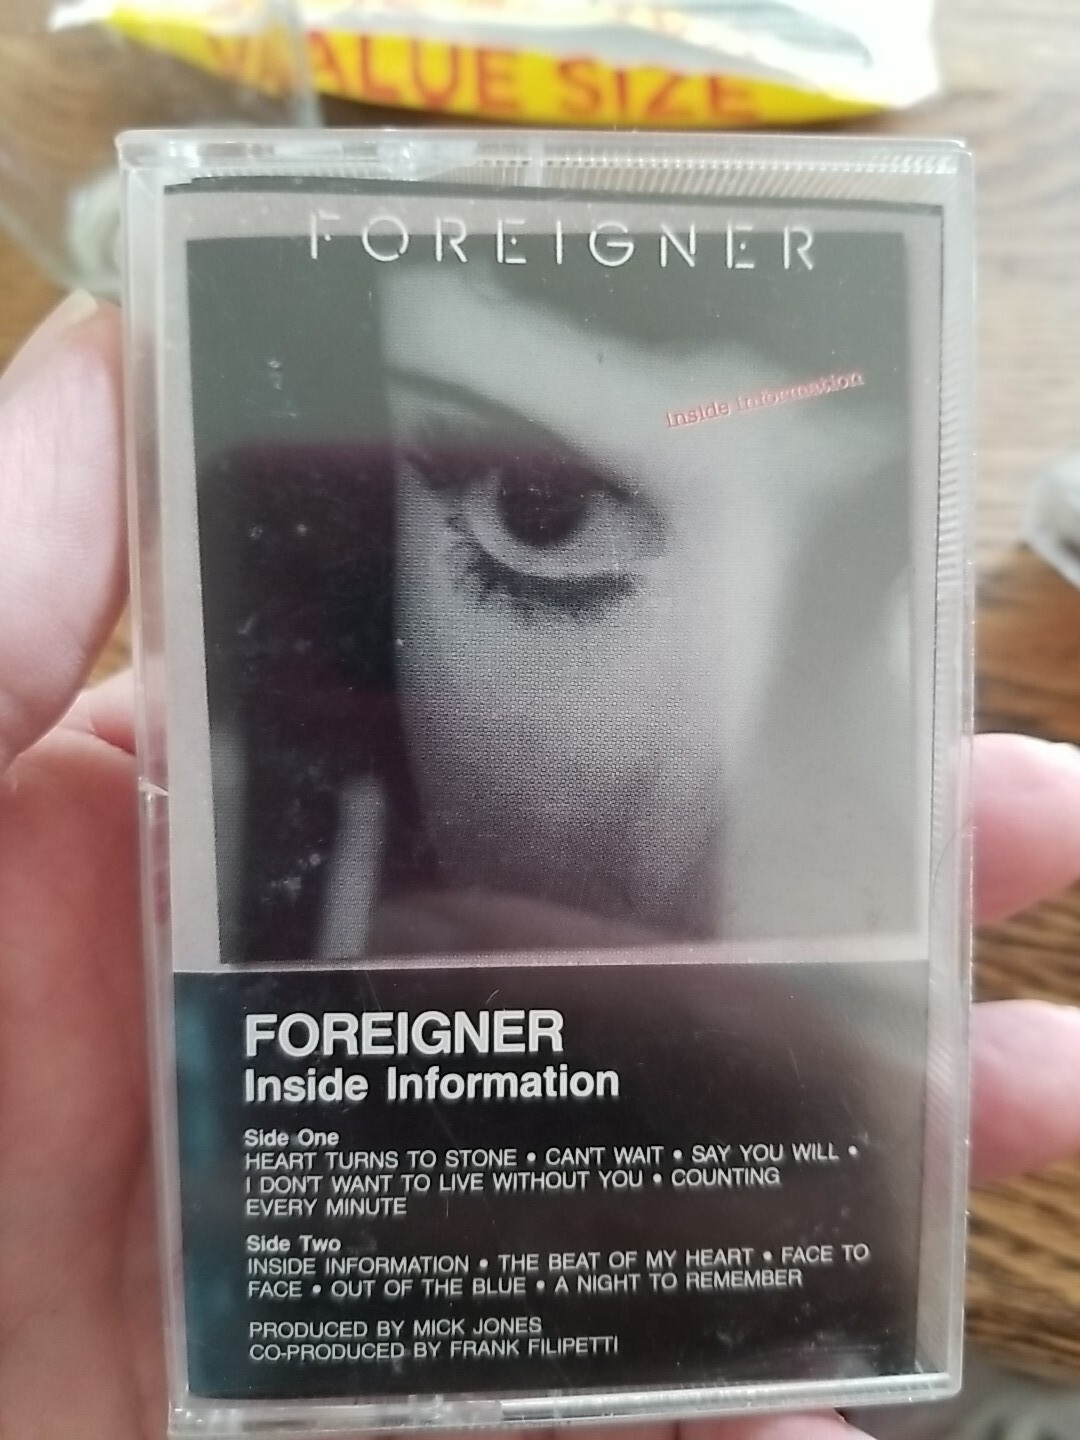 VALUE SIZE
FOREIGNER
Inside Information
FOREIGNER
Inside Information
Side One
HEART TURNS TO STONE • CAN'T WAIT • SAY YOU WILL •
I DON'T WANT TO LIVE WITHOUT YOU • COUNTING
EVERY MINUTE
Side Two
INSIDE INFORMATION • THE BEAT OF MY HEART • FACE TO
FACE • OUT OF THE BLUE • A NIGHT TO REMEMBER
PRODUCED BY MICK JONES
CO-PRODUCED BY FRANK FILIPETTI